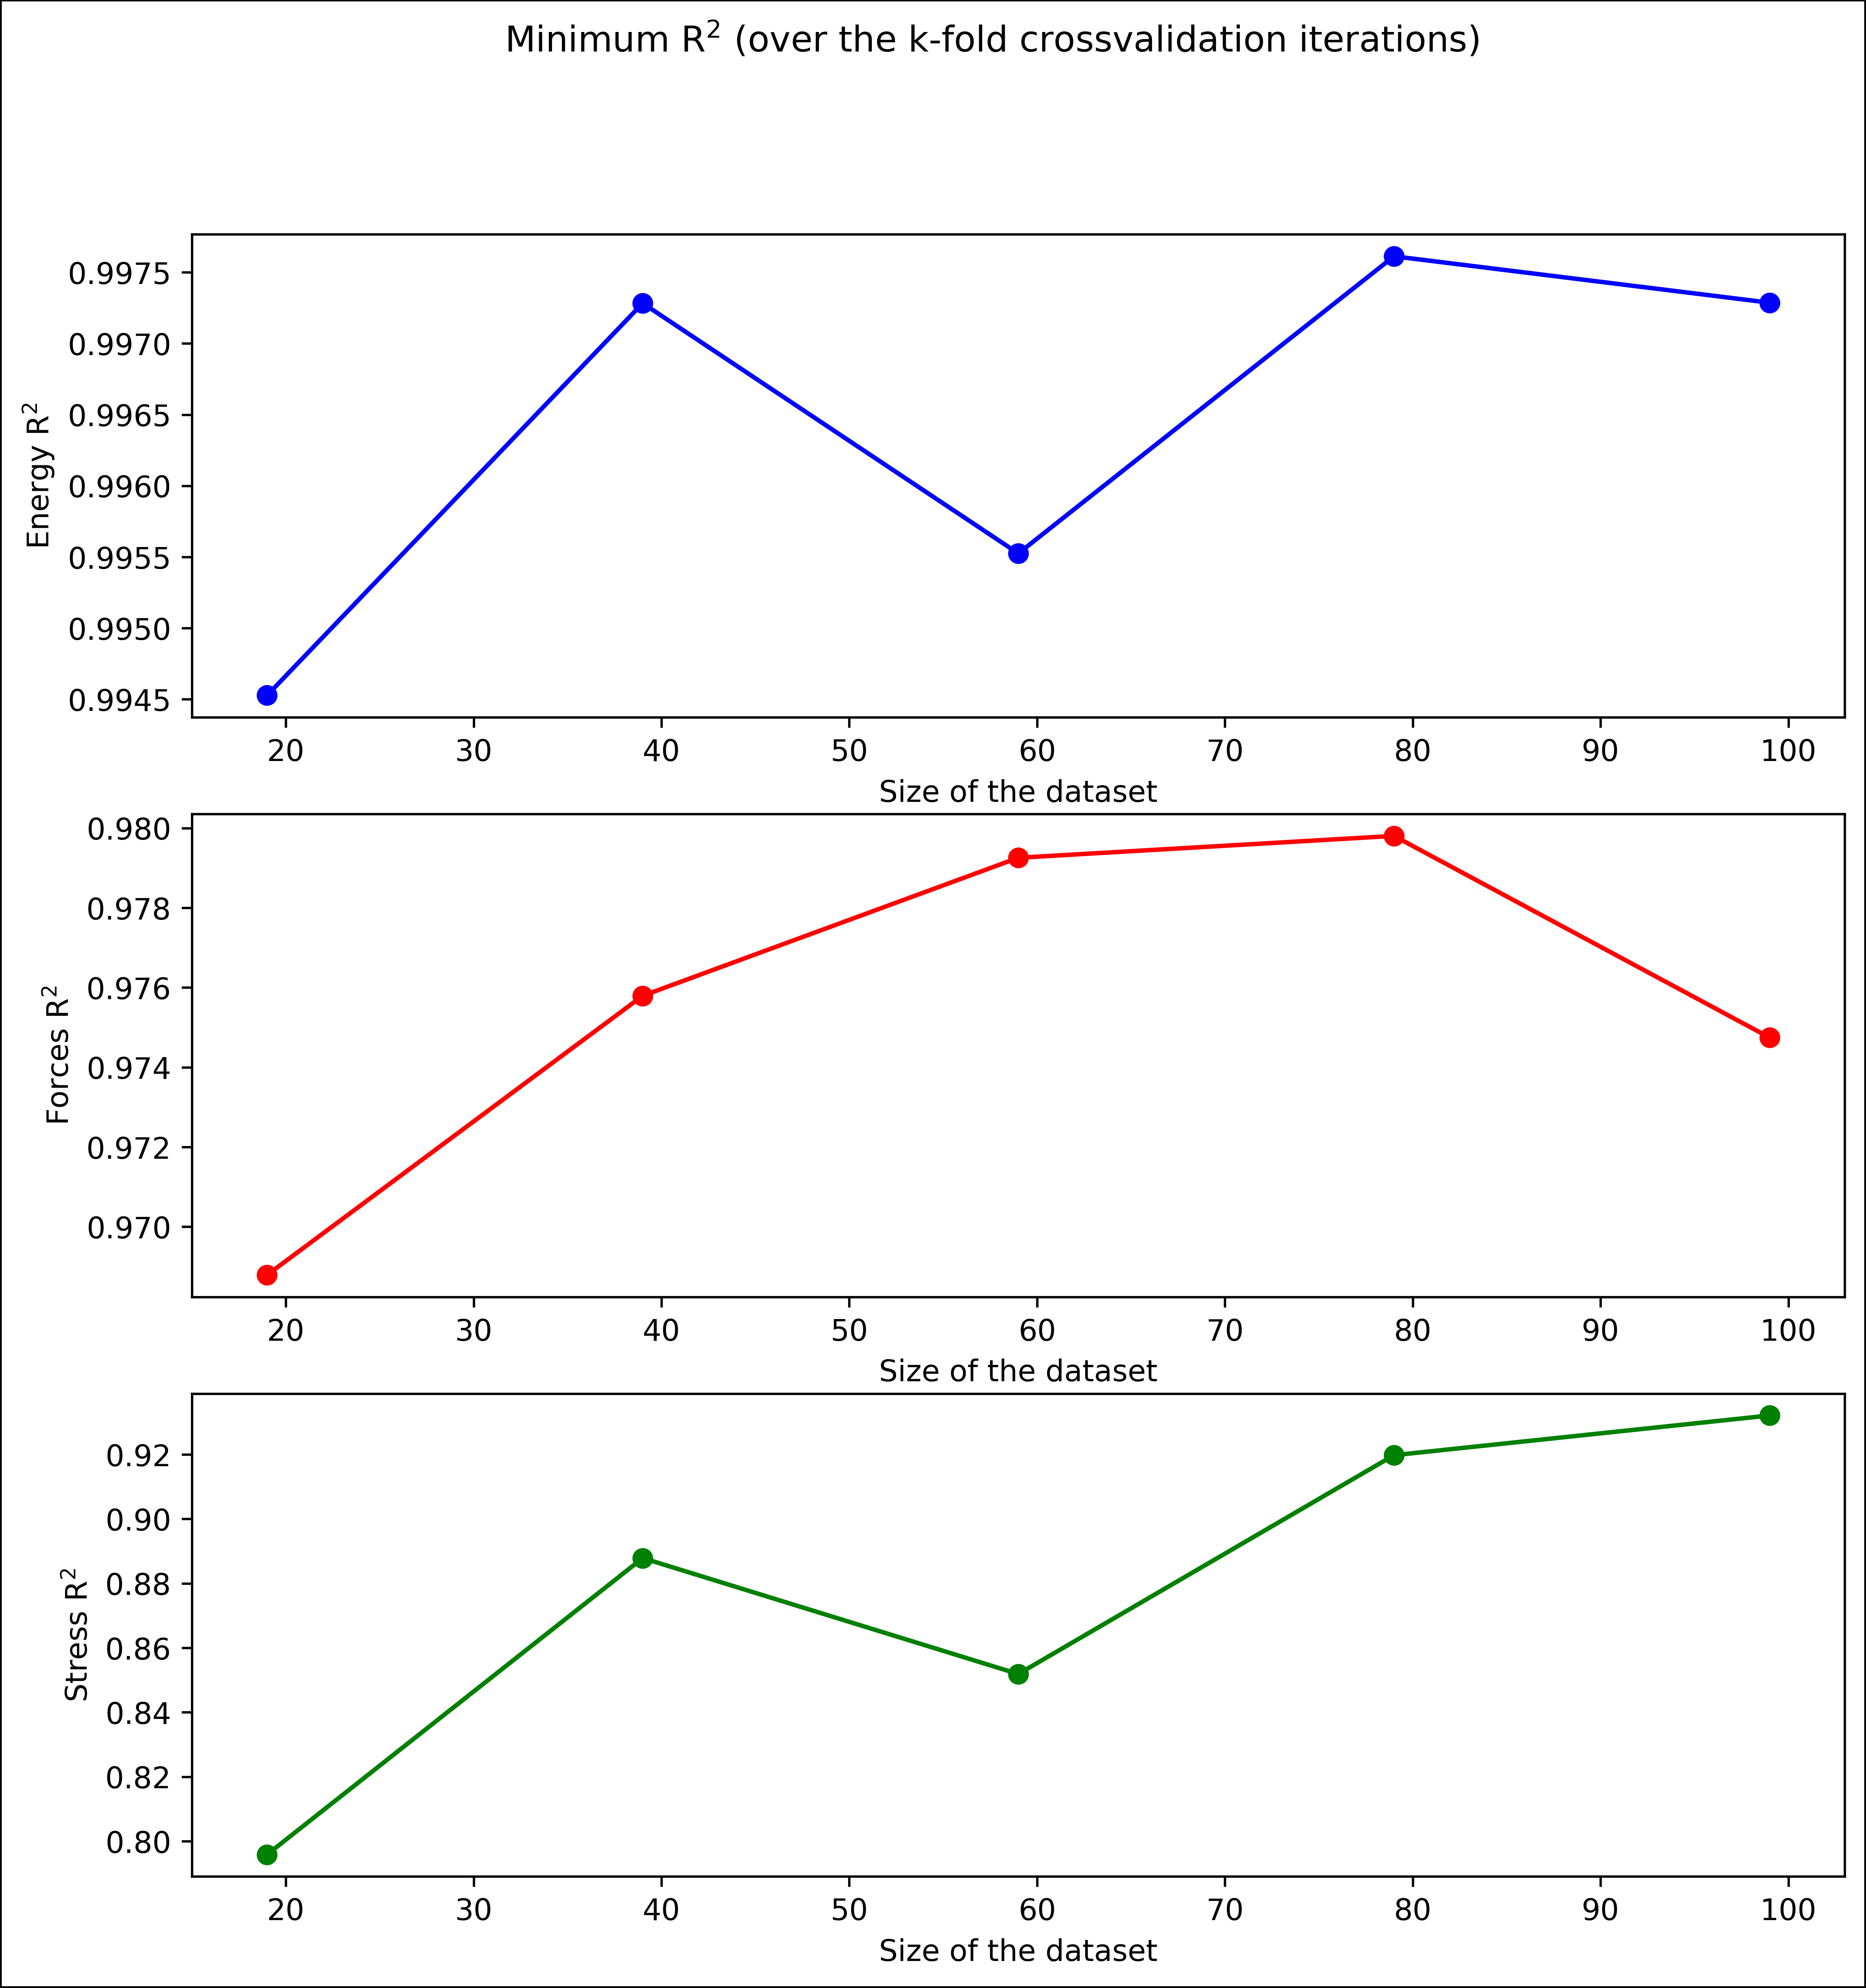 Minimum R² (over the k-fold crossvalidation iterations)
Energy R²
0.9975
0.9970
0.9965
0.9960
0.9955
0.9950
0.9945
20 30 40 50 60 70 80 90 100
Size of the dataset
Forces R²
0.980
0.978
0.976
0.974
0.972
0.970
20 30 40 50 60 70 80 90 100
Size of the dataset
Stress R²
0.92
0.90
0.88
0.86
0.84
0.82
0.80
20 30 40 50 60 70 80 90 100
Size of the dataset